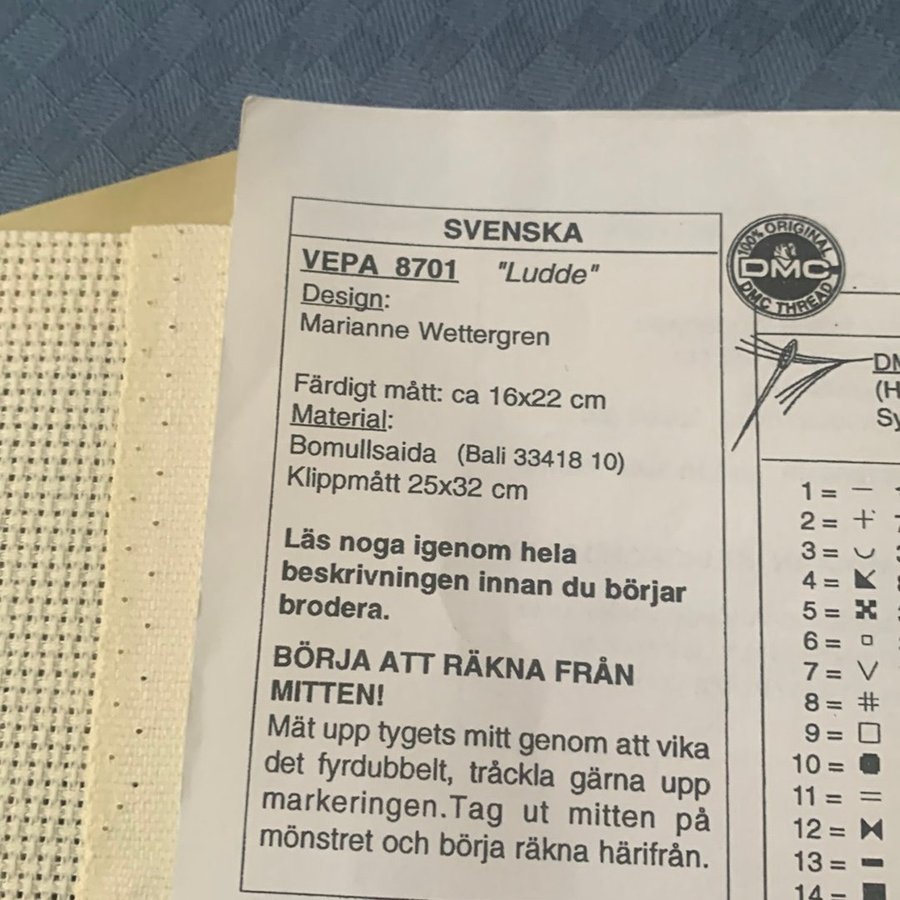 SVENSKA
VEPA 8701 "Ludde"
Design:
Marianne Wettergren
Färdigt mått: ca 16x22 cm
Material:
Bomullsaida (Bali 33418 10)
Klippmått 25x32 cm
Läs noga igenom hela
beskrivningen innan du börjar
brodera.
BÖRJA ATT RÄKNA FRÅN
MITTEN!
Mät upp tygets mitt genom att vika
det fyrdubbelt, tråckla gärna upp
markeringen.Tag ut mitten på
mönstret och börja räkna härifrån.
100% ORIGINAL
DMC
DMC THREAD
(H
Sy
1 = —
2 = +
3 = ◡
4 =
5 =
6 = ▫
7 = V
8 = #
9 = □
10 =
11 = =
12 = ⧓
13 = ▬
14 = ■